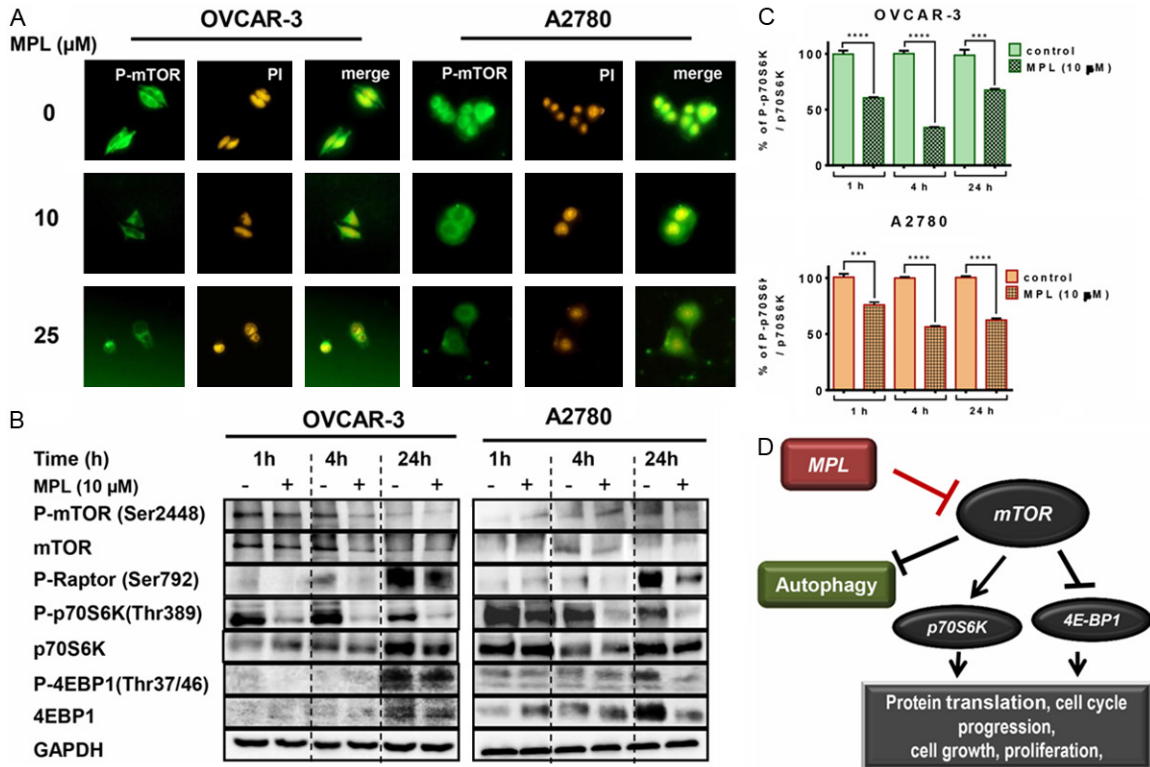 A
OVCAR-3
A2780
MPL (µM)
P-mTOR
PI
merge
P-mTOR
PI
merge
0
10
25
B
OVCAR-3
A2780
Time (h)
1h
4h
24h
1h
4h
24h
MPL (10 µM)
-
+
-
+
-
+
-
+
-
+
-
+
P-mTOR (Ser2448)
mTOR
P-Raptor (Ser792)
P-p70S6K(Thr389)
p70S6K
P-4EBP1(Thr37/46)
4EBP1
GAPDH
C
OVCAR-3
% of P-p70S6K
/ p70S6K
100
50
0
****
****
***
1 h
4 h
24 h
control
MPL (10 µM)
A2780
% of P-p70S6K
/ p70S6K
100
50
0
***
****
****
1 h
4 h
24 h
control
MPL (10 µM)
D
MPL
mTOR
Autophagy
p70S6K
4E-BP1
Protein translation, cell cycle
progression,
cell growth, proliferation,